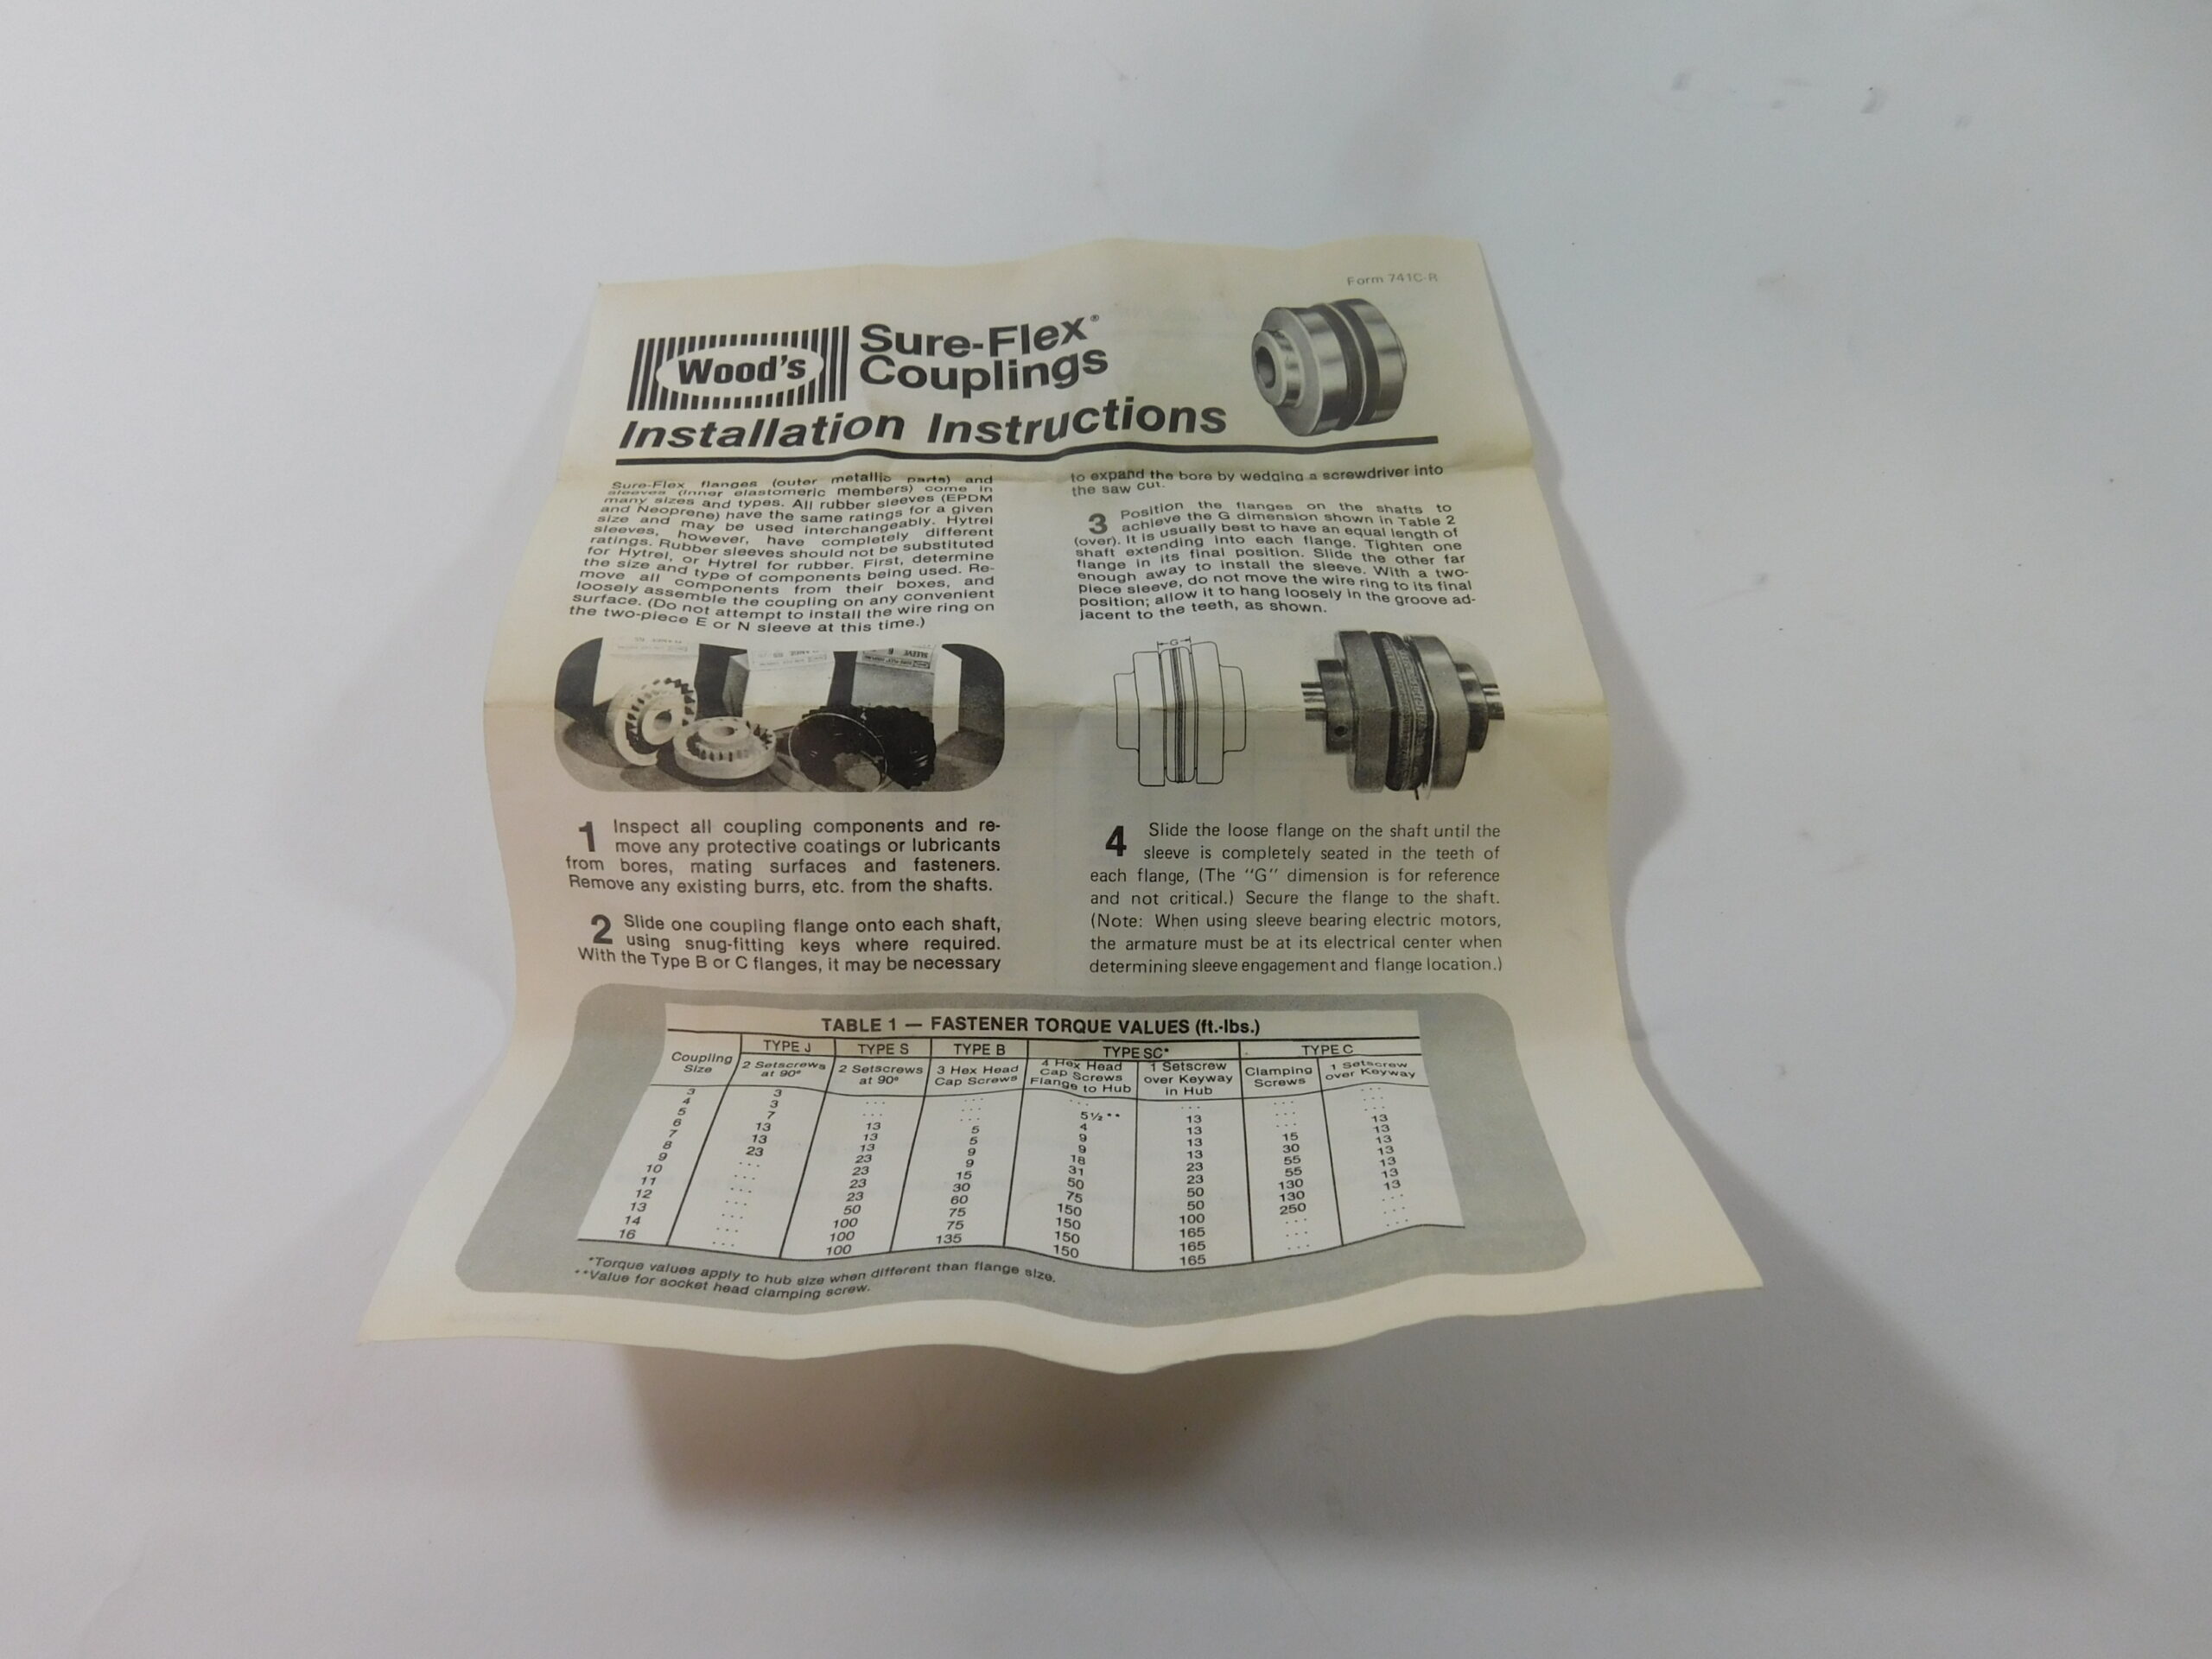 Form 741C-R
Wood's
Sure-Flex®
Couplings
Installation Instructions
Sure-Flex flanges (outer metallic parts) and
sleeves (inner elastomeric members) come in
many sizes and types. All rubber sleeves (EPDM
and Neoprene) have the same ratings for a given
size and may be used interchangeably. Hytrel
sleeves, however, have completely different
ratings. Rubber sleeves should not be substituted
for Hytrel, or Hytrel for rubber. First, determine
the size and type of components being used. Re-
move all components from their boxes, and
loosely assemble the coupling on any convenient
surface. (Do not attempt to install the wire ring on
the two-piece E or N sleeve at this time.)
1 Inspect all coupling components and re-
move any protective coatings or lubricants
from bores, mating surfaces and fasteners.
Remove any existing burrs, etc. from the shafts.
2 Slide one coupling flange onto each shaft,
using snug-fitting keys where required.
With the Type B or C flanges, it may be necessary
to expand the bore by wedging a screwdriver into
the saw cut.
3 Position the flanges on the shafts to
achieve the G dimension shown in Table 2
(over). It is usually best to have an equal length of
shaft extending into each flange. Tighten one
flange in its final position. Slide the other far
enough away to install the sleeve. With a two-
piece sleeve, do not move the wire ring to its final
position; allow it to hang loosely in the groove ad-
jacent to the teeth, as shown.
G
4 Slide the loose flange on the shaft until the
sleeve is completely seated in the teeth of
each flange, (The "G" dimension is for reference
and not critical.) Secure the flange to the shaft.
(Note: When using sleeve bearing electric motors,
the armature must be at its electrical center when
determining sleeve engagement and flange location.)
TABLE 1 — FASTENER TORQUE VALUES (ft.-lbs.)
Coupling Size TYPE J TYPE S TYPE B TYPE SC* TYPE C
2 Setscrews at 90° 2 Setscrews at 90° 3 Hex Head Cap Screws 4 Hex Head Cap Screws Flange to Hub 1 Setscrew over Keyway in Hub Clamping Screws 1 Setscrew over Keyway
3 3 ... ... ... ... ... ...
4 3 ... ... 5½** 13 ... ...
5 7 13 ... 4 13 ... ...
6 13 13 5 9 13 15 13
7 13 13 5 9 13 30 13
8 23 23 9 18 23 55 13
9 ... 23 9 31 23 55 13
10 ... 23 15 50 50 130 13
11 ... 23 30 75 50 130 13
12 ... 50 60 150 100 250 13
13 ... 100 75 150 165 ... ...
14 ... 100 75 150 165 ... ...
16 ... 100 135 150 165 ... ...
*Torque values apply to hub size when different than flange size.
**Value for socket head clamping screw.